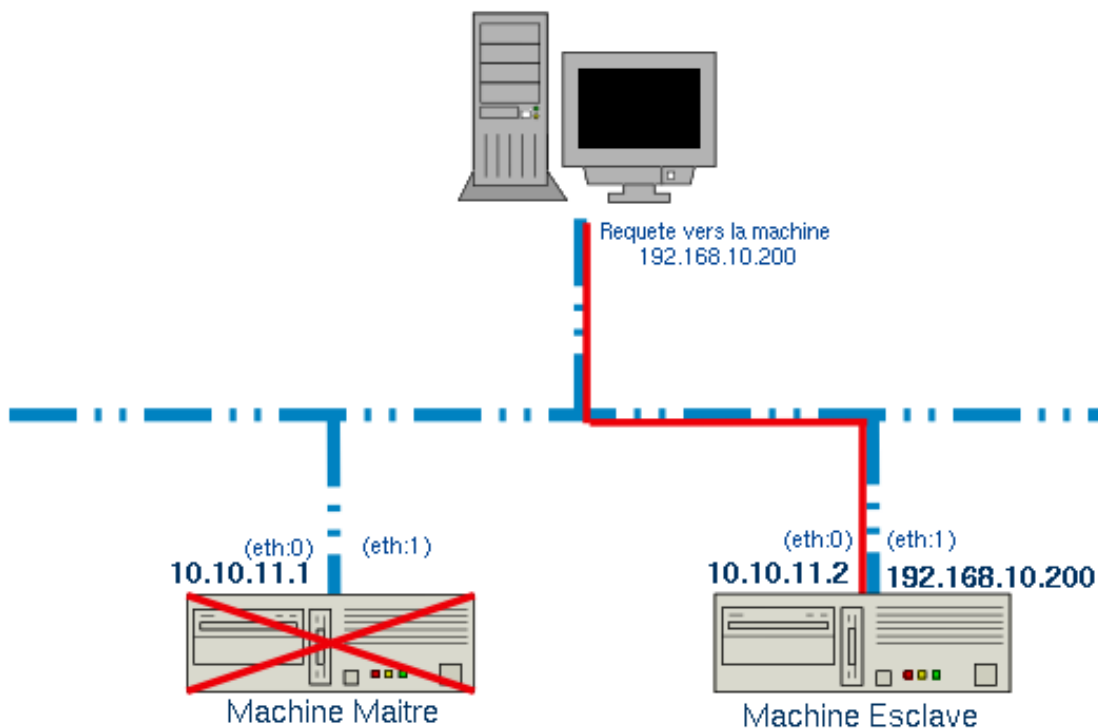 Requete vers la machine
192.168.10.200
(eth:0) (eth:1)
10.10.11.1
Machine Maitre
(eth:0) (eth:1)
10.10.11.2 192.168.10.200
Machine Esclave